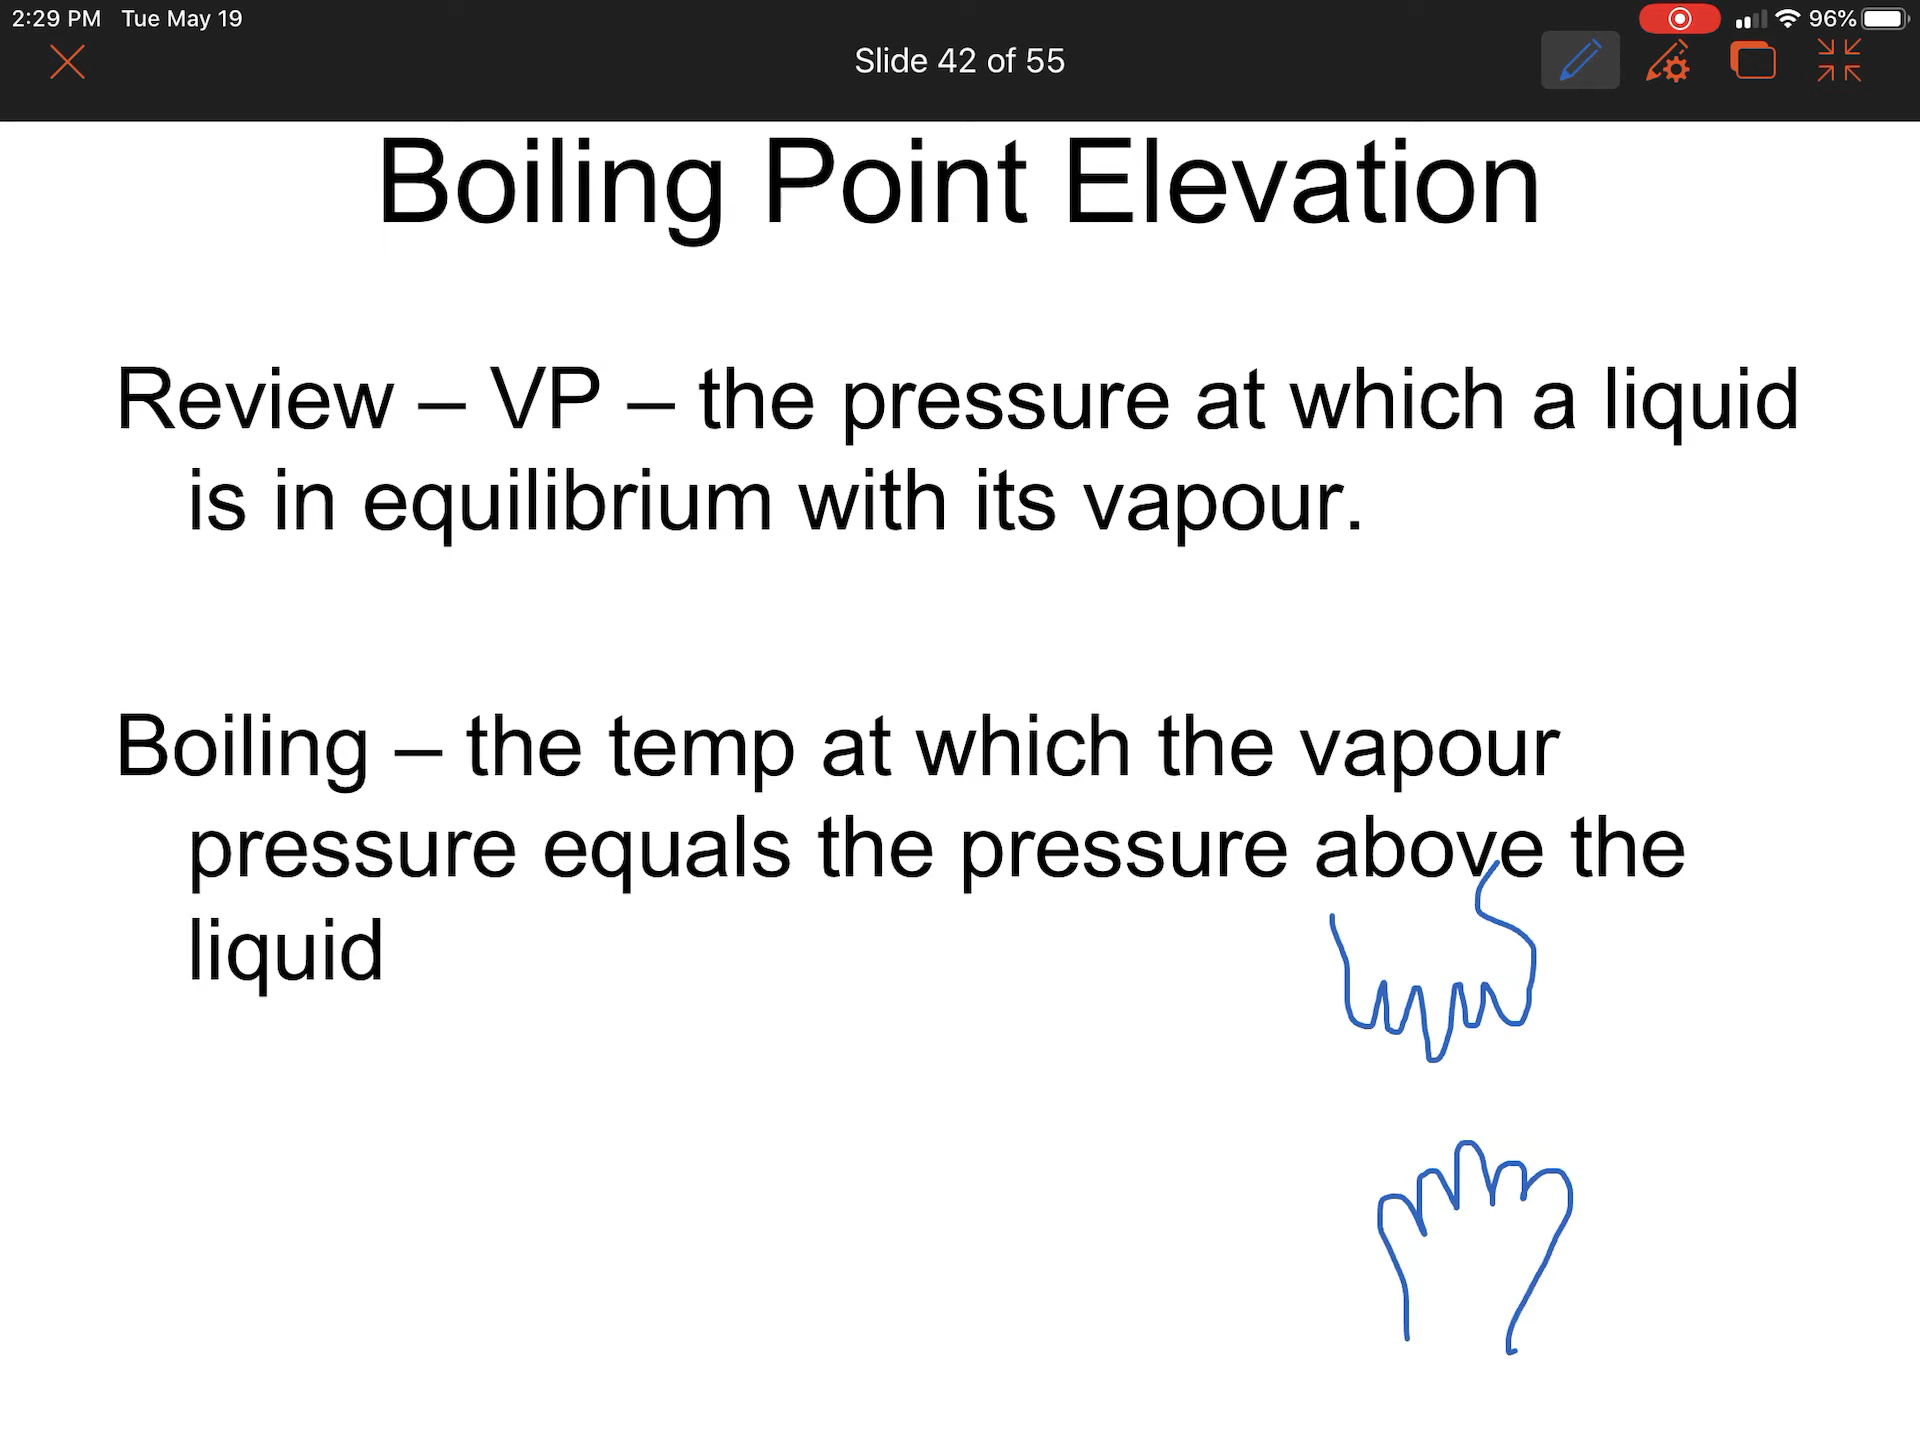 2:29 PM Tue May 19
96%
Slide 42 of 55
Boiling Point Elevation
Review – VP – the pressure at which a liquid
is in equilibrium with its vapour.
Boiling – the temp at which the vapour
pressure equals the pressure above the
liquid